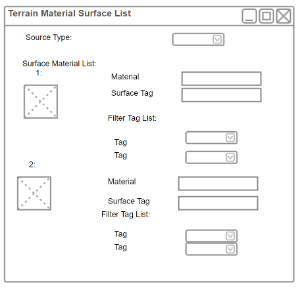 Terrain Material Surface List
Source Type:
Surface Material List:
1:
Material
Surface Tag
Filter Tag List:
Tag
Tag
2:
Material
Surface Tag
Filter Tag List:
Tag
Tag